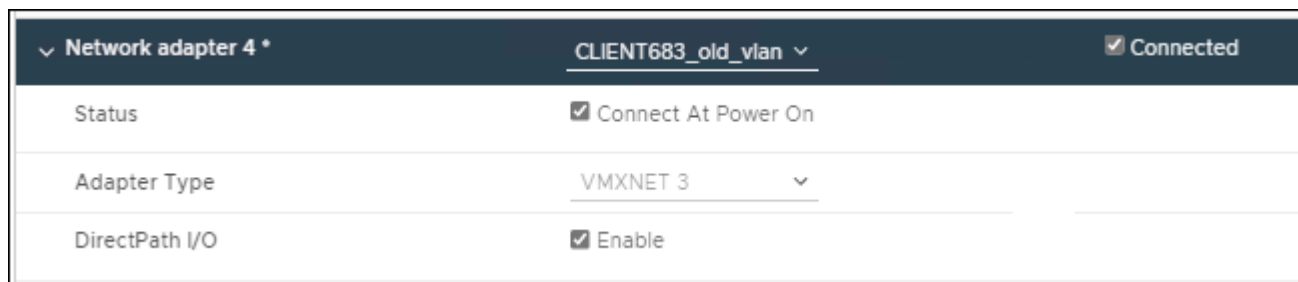 Network adapter 4 * CLIENT683_old_vlan Connected
Status Connect At Power On
Adapter Type VMXNET 3
DirectPath I/O Enable